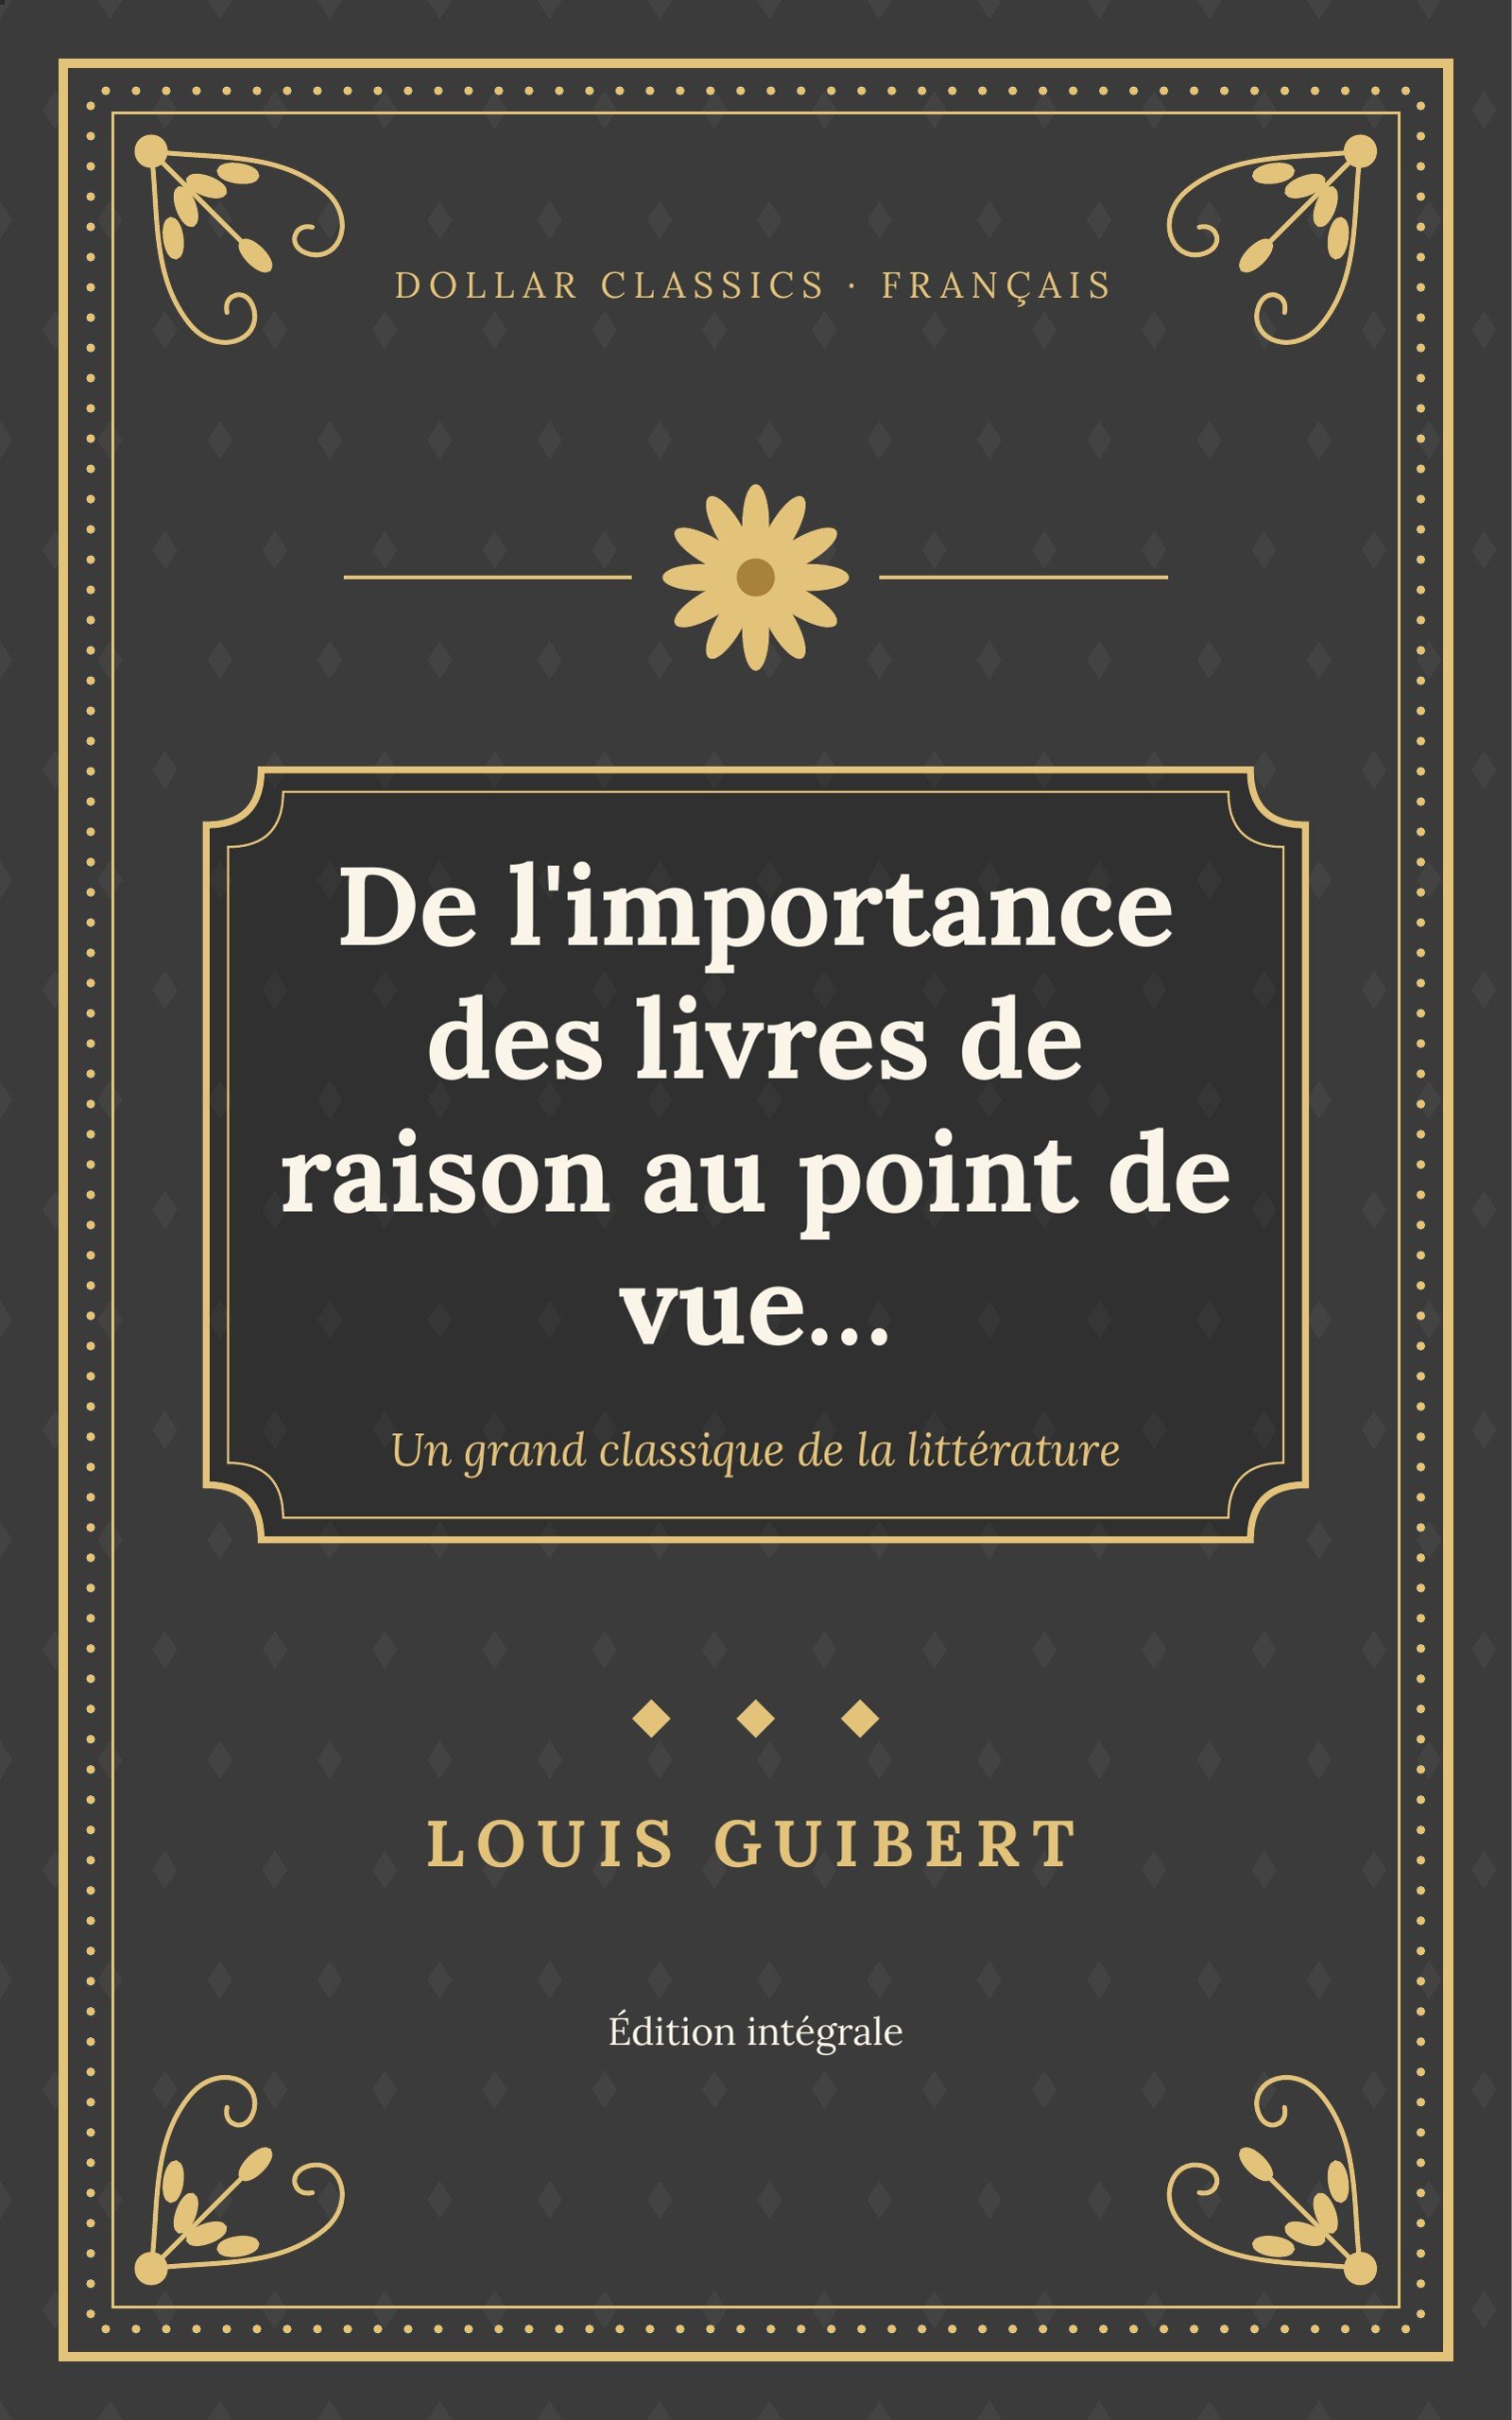 DOLLAR CLASSICS · FRANÇAIS
De l'importance
des livres de
raison au point de
vue...
Un grand classique de la littérature
LOUIS GUIBERT
Édition intégrale